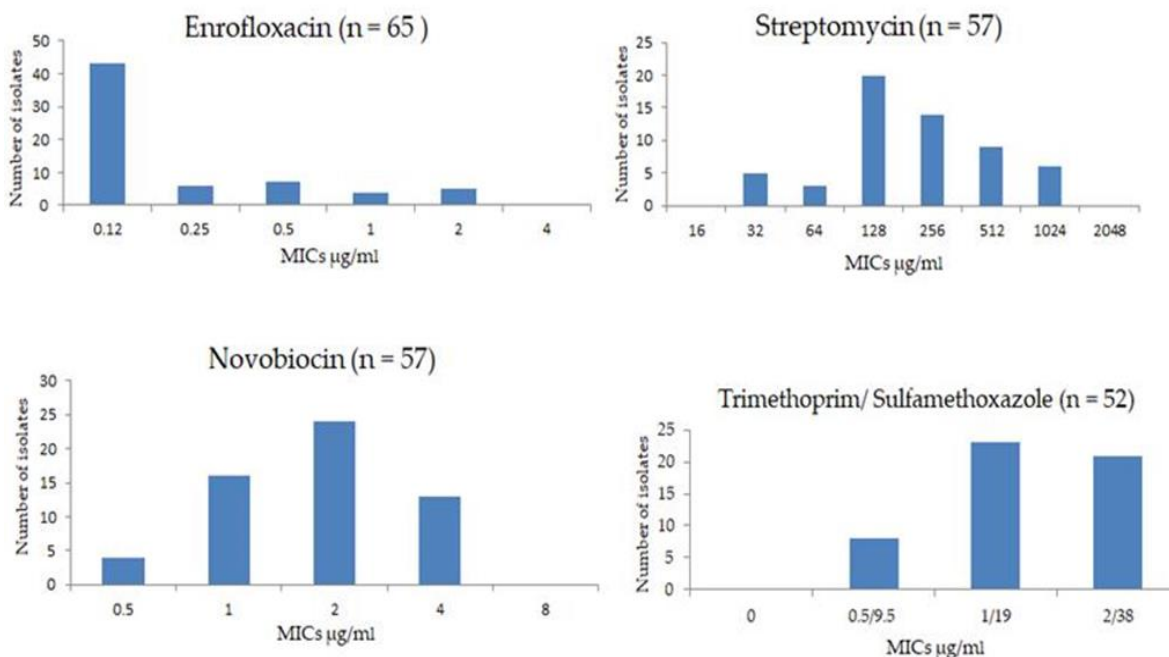 Enrofloxacin (n = 65 )
Number of isolates
50
40
30
20
10
0
0.12 0.25 0.5 1 2 4
MICs µg/ml
Streptomycin (n = 57)
Number of isolates
25
20
15
10
5
0
16 32 64 128 256 512 1024 2048
MICs µg/ml
Novobiocin (n = 57)
Number of isolates
30
25
20
15
10
5
0
0.5 1 2 4 8
MICs µg/ml
Trimethoprim/ Sulfamethoxazole (n = 52)
Number of isolates
25
20
15
10
5
0
0 0.5/9.5 1/19 2/38
MICs µg/ml